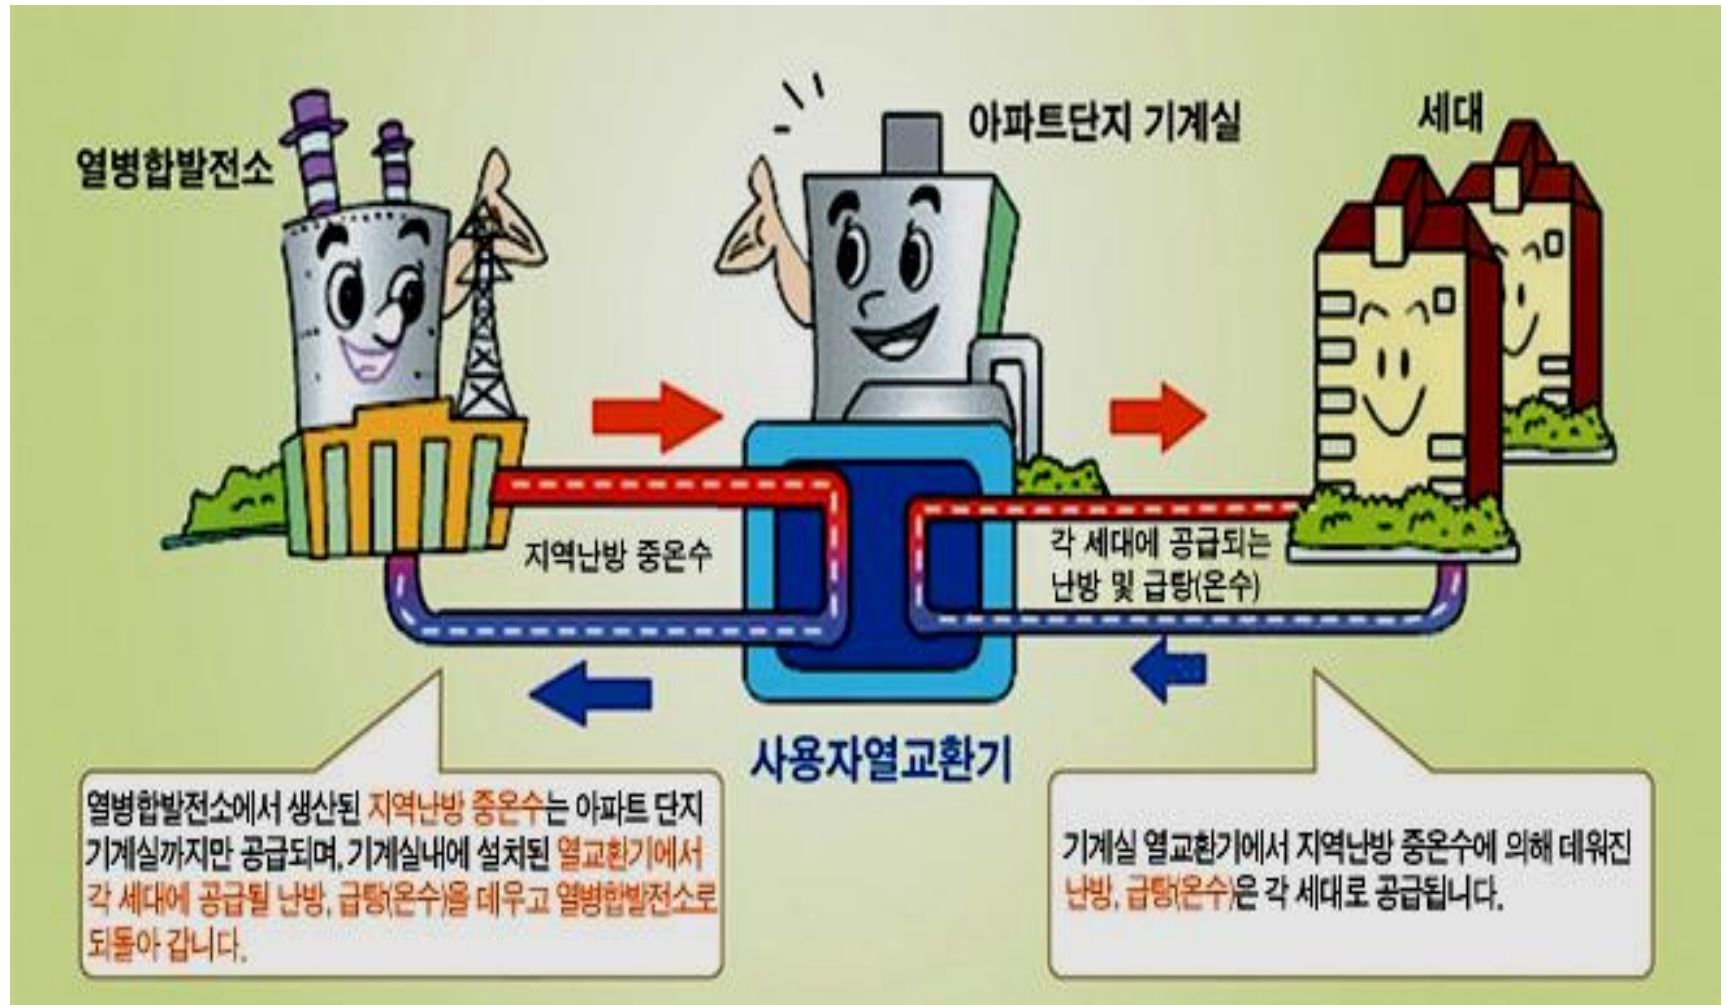 열병합발전소
아파트단지 기계실
세대
지역난방 중온수
각 세대에 공급되는
난방 및 급탕(온수)
사용자열교환기
열병합발전소에서 생산된 지역난방 중온수는 아파트 단지
기계실까지만 공급되며, 기계실내에 설치된 열교환기에서
각 세대에 공급될 난방, 급탕(온수)을 데우고 열병합발전소로
되돌아 갑니다.
기계실 열교환기에서 지역난방 중온수에 의해 데워진
난방, 급탕(온수)은 각 세대로 공급됩니다.